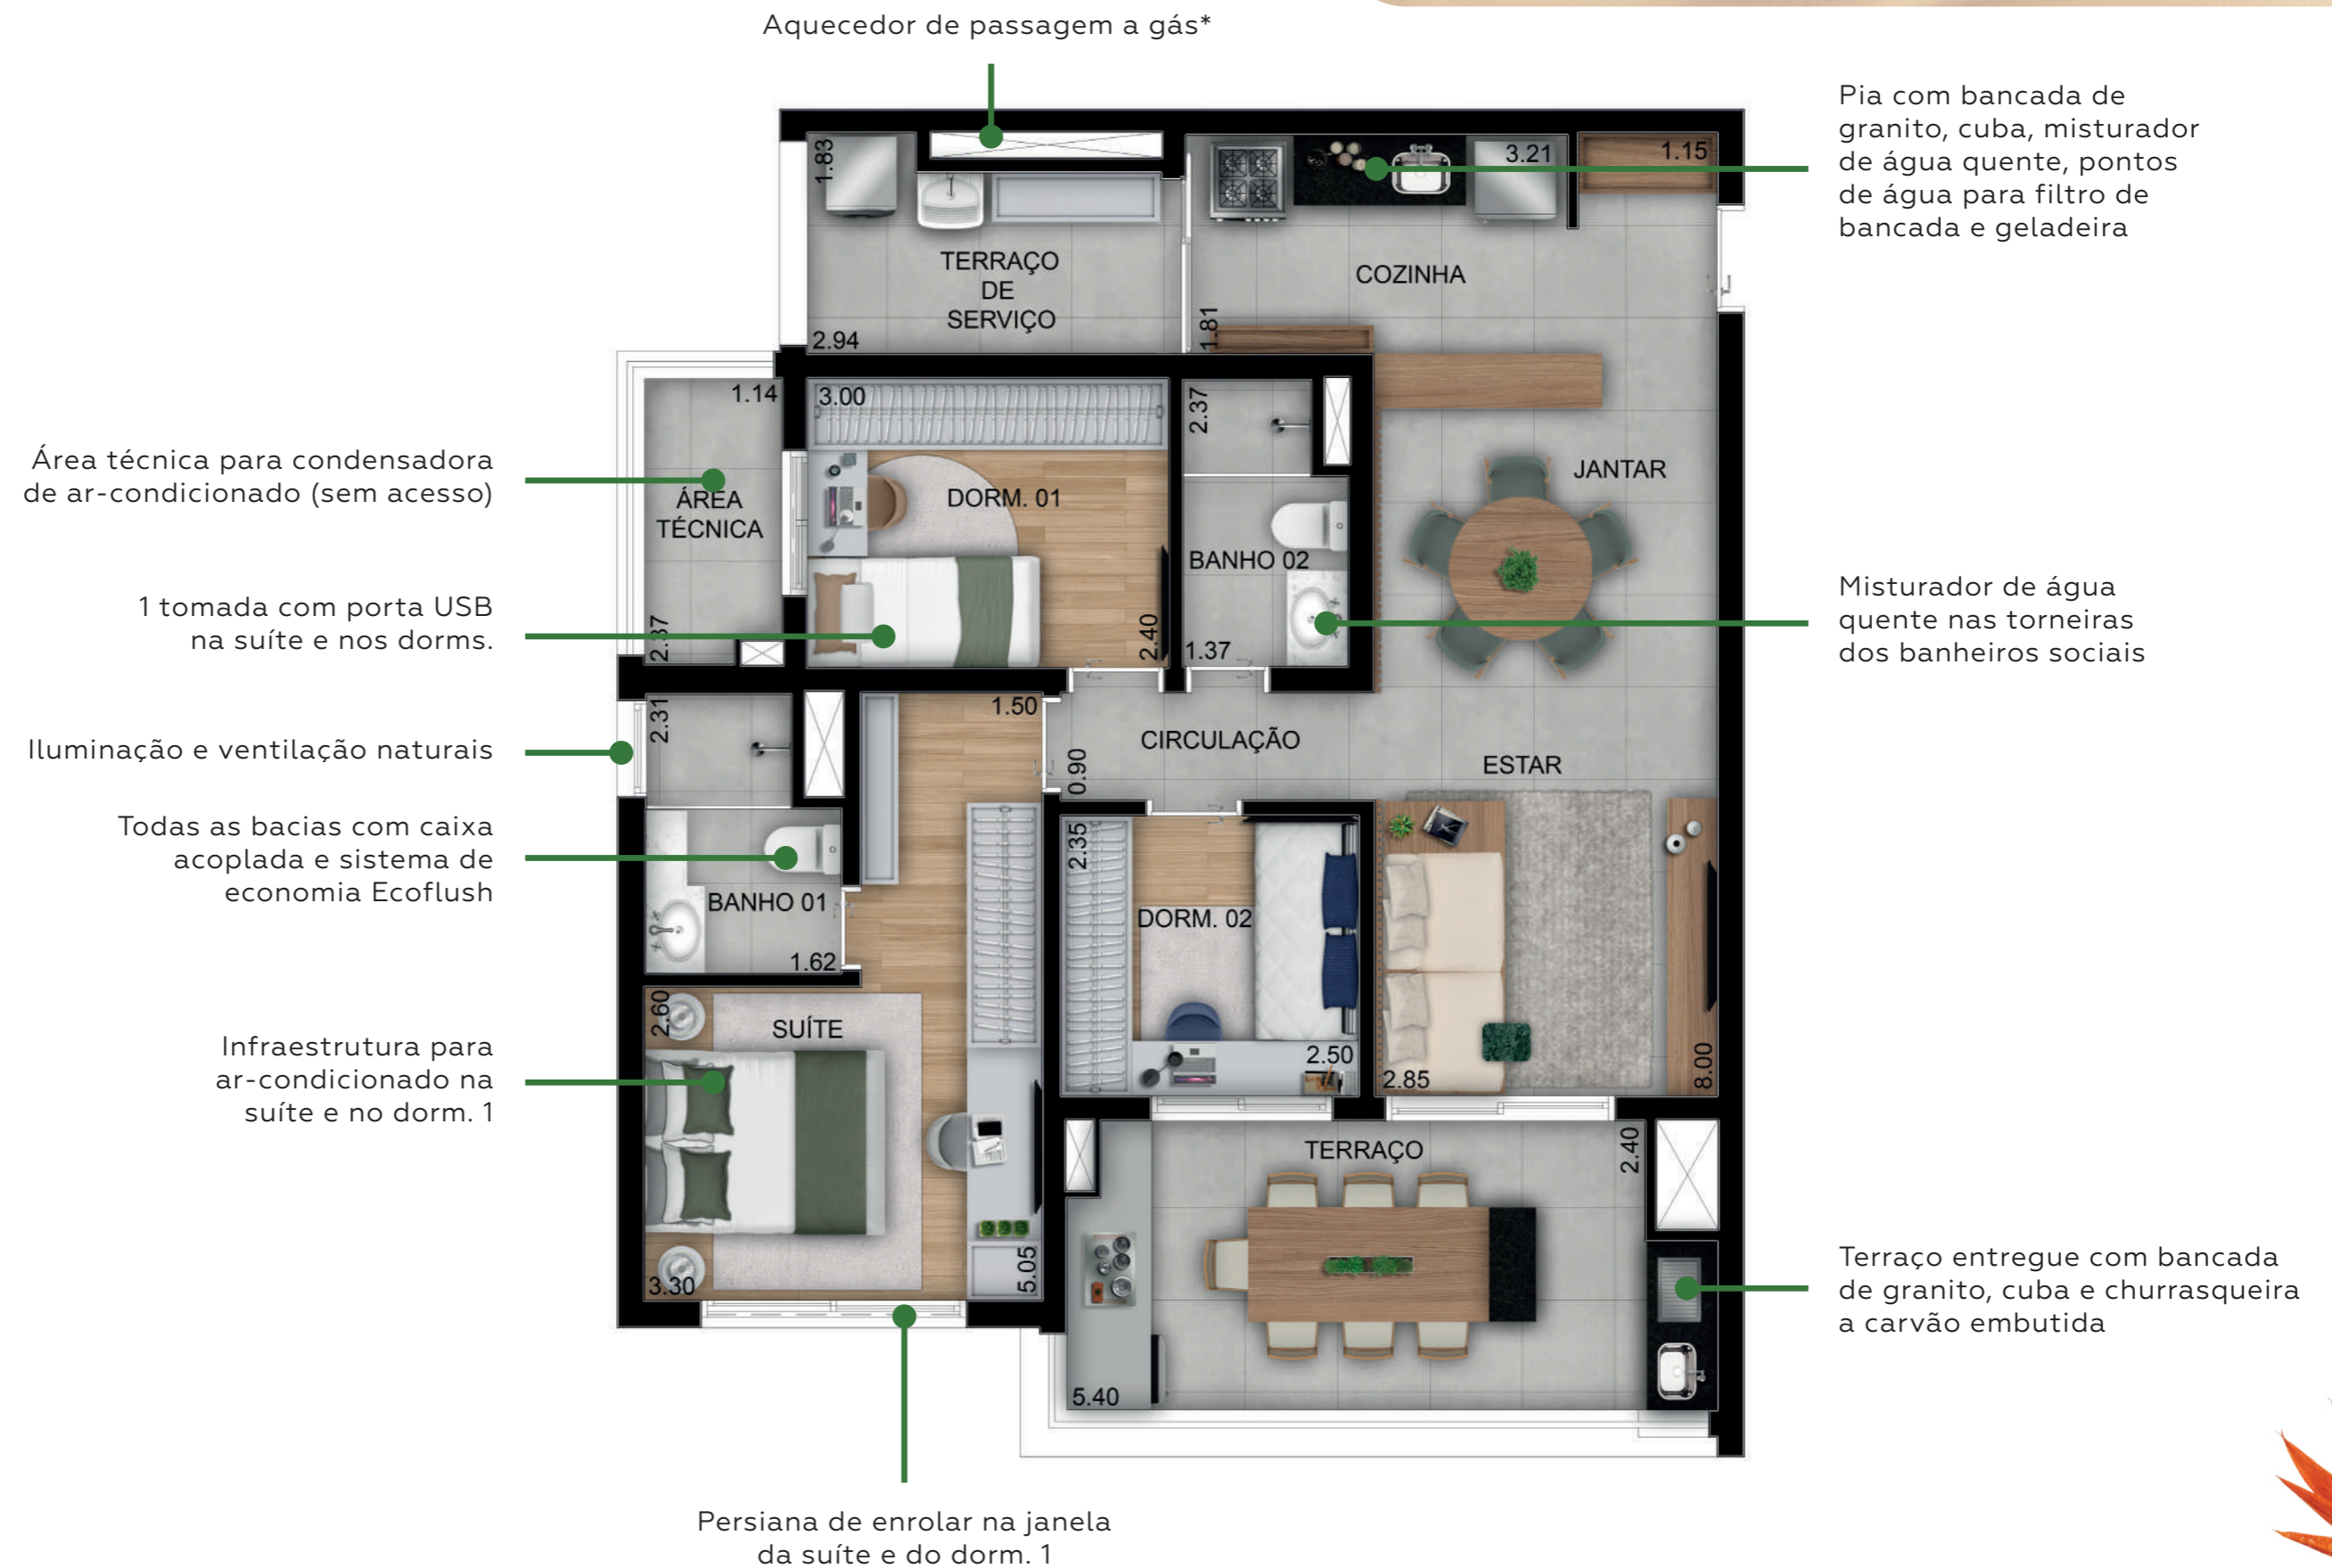 Aquecedor de passagem a gás*
Pia com bancada de
granito, cuba, misturador
de água quente, pontos
de água para filtro de
bancada e geladeira
1.83
3.21
1.15
TERRAÇO
DE
SERVIÇO
COZINHA
2.94
1.81
Área técnica para condensadora
de ar-condicionado (sem acesso)
1.14
3.00
2.37
JANTAR
ÁREA
TÉCNICA
DORM. 01
BANHO 02
1 tomada com porta USB
na suíte e nos dorms.
2.37
2.40
1.37
Misturador de água
quente nas torneiras
dos banheiros sociais
Iluminação e ventilação naturais
2.31
1.50
0.90
CIRCULAÇÃO
ESTAR
Todas as bacias com caixa
acoplada e sistema de
economia Ecoflush
2.35
BANHO 01
DORM. 02
1.62
Infraestrutura para
ar-condicionado na
suíte e no dorm. 1
2.60
SUÍTE
2.50
2.85
8.00
TERRAÇO
2.40
3.30
5.05
5.40
Terraço entregue com bancada
de granito, cuba e churrasqueira
a carvão embutida
Persiana de enrolar na janela
da suíte e do dorm. 1